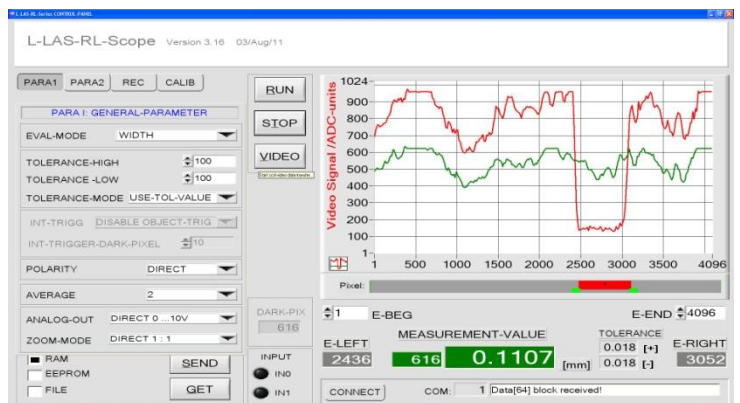 L-LAS-RL-Series CONTROL-PANEL
L-LAS-RL-Scope Version 3.16 03/Aug/11
PARA1 PARA2 REC CALIB
PARA I: GENERAL-PARAMETER
EVAL-MODE WIDTH
TOLERANCE-HIGH 100
TOLERANCE -LOW 100
TOLERANCE-MODE USE-TOL-VALUE
INT-TRIGG DISABLE OBJECT-TRIG
INT-TRIGGER-DARK-PIXEL 10
POLARITY DIRECT
AVERAGE 2
ANALOG-OUT DIRECT 0 ...10V
ZOOM-MODE DIRECT 1 : 1
RAM
EEPROM
FILE
SEND
GET
RUN
STOP
VIDEO
DARK-PIX
616
INPUT
IN0
IN1
Video Signal /ADC-units
1024
900
800
700
600
500
400
300
200
100
1
1 500 1000 1500 2000 2500 3000 3500 4096
Pixel:
1 E-BEG E-END 4096
E-LEFT MEASUREMENT-VALUE TOLERANCE E-RIGHT
2436 616 0.1107 [mm] 0.018 [+] 3052
0.018 [-]
CONNECT COM: 1 Data[64] block received!